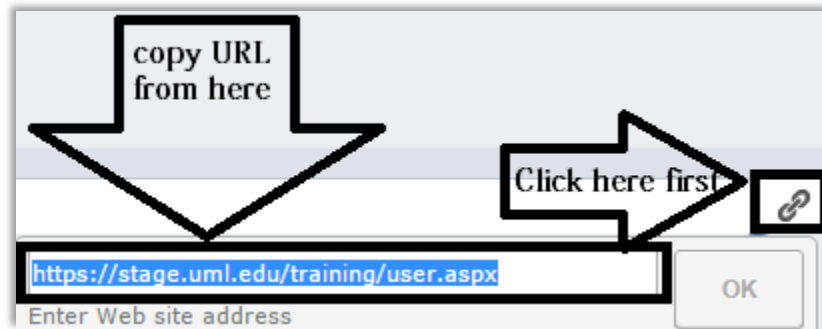 copy URL
from here
Click here first
https://stage.uml.edu/training/user.aspx
OK
Enter Web site address